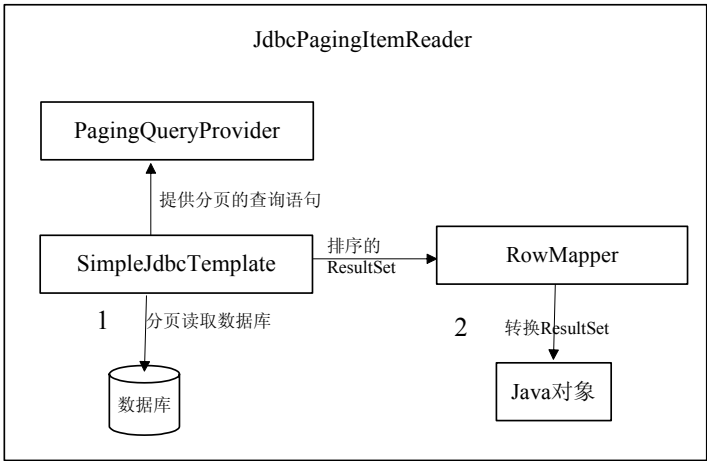 JdbcPagingItemReader
PagingQueryProvider
提供分页的查询语句
SimpleJdbcTemplate
排序的
ResultSet
RowMapper
1
分页读取数据库
2
转换ResultSet
数据库
Java对象